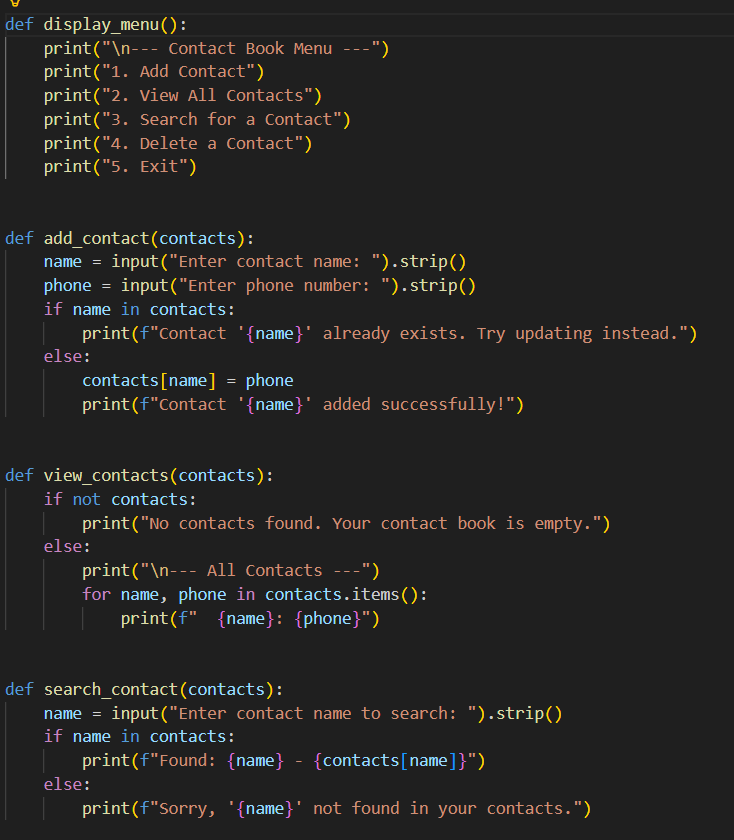 def display_menu():
    print("\n--- Contact Book Menu ---")
    print("1. Add Contact")
    print("2. View All Contacts")
    print("3. Search for a Contact")
    print("4. Delete a Contact")
    print("5. Exit")
def add_contact(contacts):
    name = input("Enter contact name: ").strip()
    phone = input("Enter phone number: ").strip()
    if name in contacts:
        print(f"Contact '{name}' already exists. Try updating instead.")
    else:
        contacts[name] = phone
        print(f"Contact '{name}' added successfully!")
def view_contacts(contacts):
    if not contacts:
        print("No contacts found. Your contact book is empty.")
    else:
        print("\n--- All Contacts ---")
        for name, phone in contacts.items():
            print(f"  {name}: {phone}")
def search_contact(contacts):
    name = input("Enter contact name to search: ").strip()
    if name in contacts:
        print(f"Found: {name} - {contacts[name]}")
    else:
        print(f"Sorry, '{name}' not found in your contacts.")